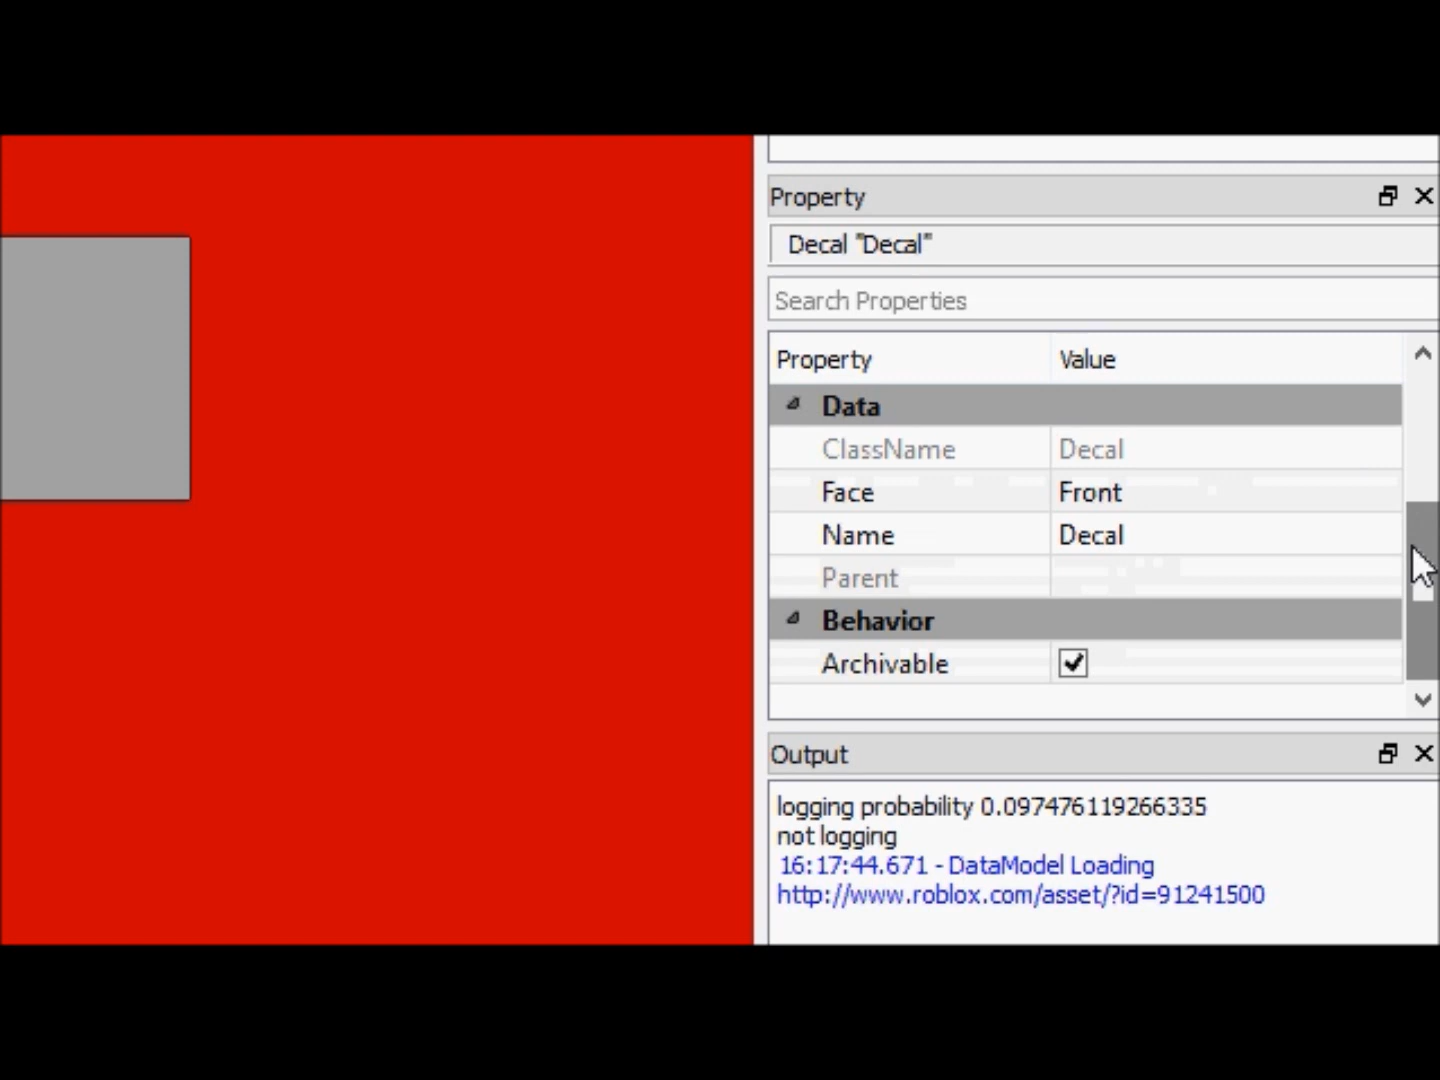 Property
Decal "Decal"
Search Properties
Property Value
Data
ClassName Decal
Face Front
Name Decal
Parent
Behavior
Archivable
Output
logging probability 0.097476119266335
not logging
16:17:44.671 - DataModel Loading
http://www.roblox.com/asset/?id=91241500